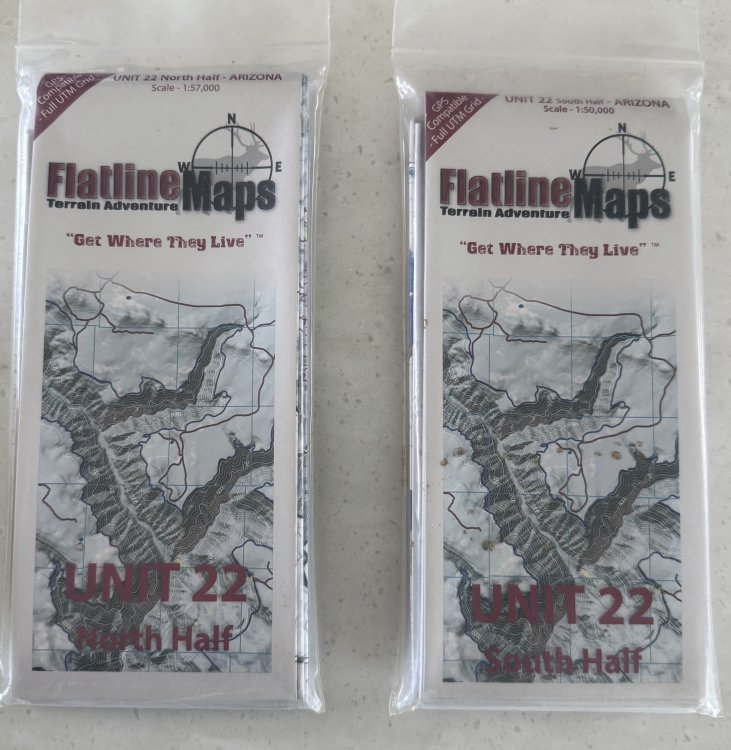 GPS
Compatible
- Full UTM Grid
UNIT 22 North Half - ARIZONA
Scale - 1:57,000
N
W E
Flatline Maps
Terrain Adventure
"Get Where They Live" ™
UNIT 22
North Half
GPS
Compatible
- Full UTM Grid
UNIT 22 South Half - ARIZONA
Scale - 1:50,000
N
W E
Flatline Maps
Terrain Adventure
"Get Where They Live" ™
UNIT 22
South Half